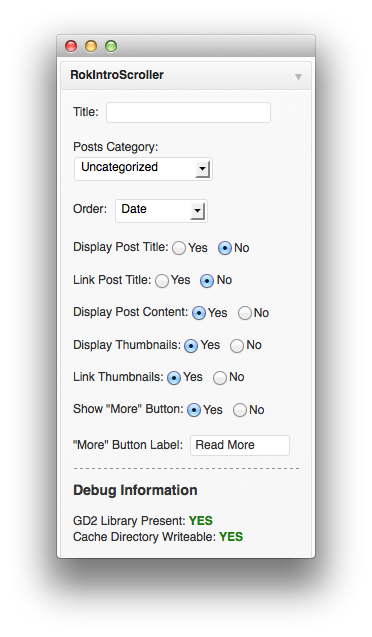 RokIntroScroller
Title:
Posts Category:
Uncategorized
Order: Date
Display Post Title: Yes No
Link Post Title: Yes No
Display Post Content: Yes No
Display Thumbnails: Yes No
Link Thumbnails: Yes No
Show "More" Button: Yes No
"More" Button Label: Read More
Debug Information
GD2 Library Present: YES
Cache Directory Writeable: YES